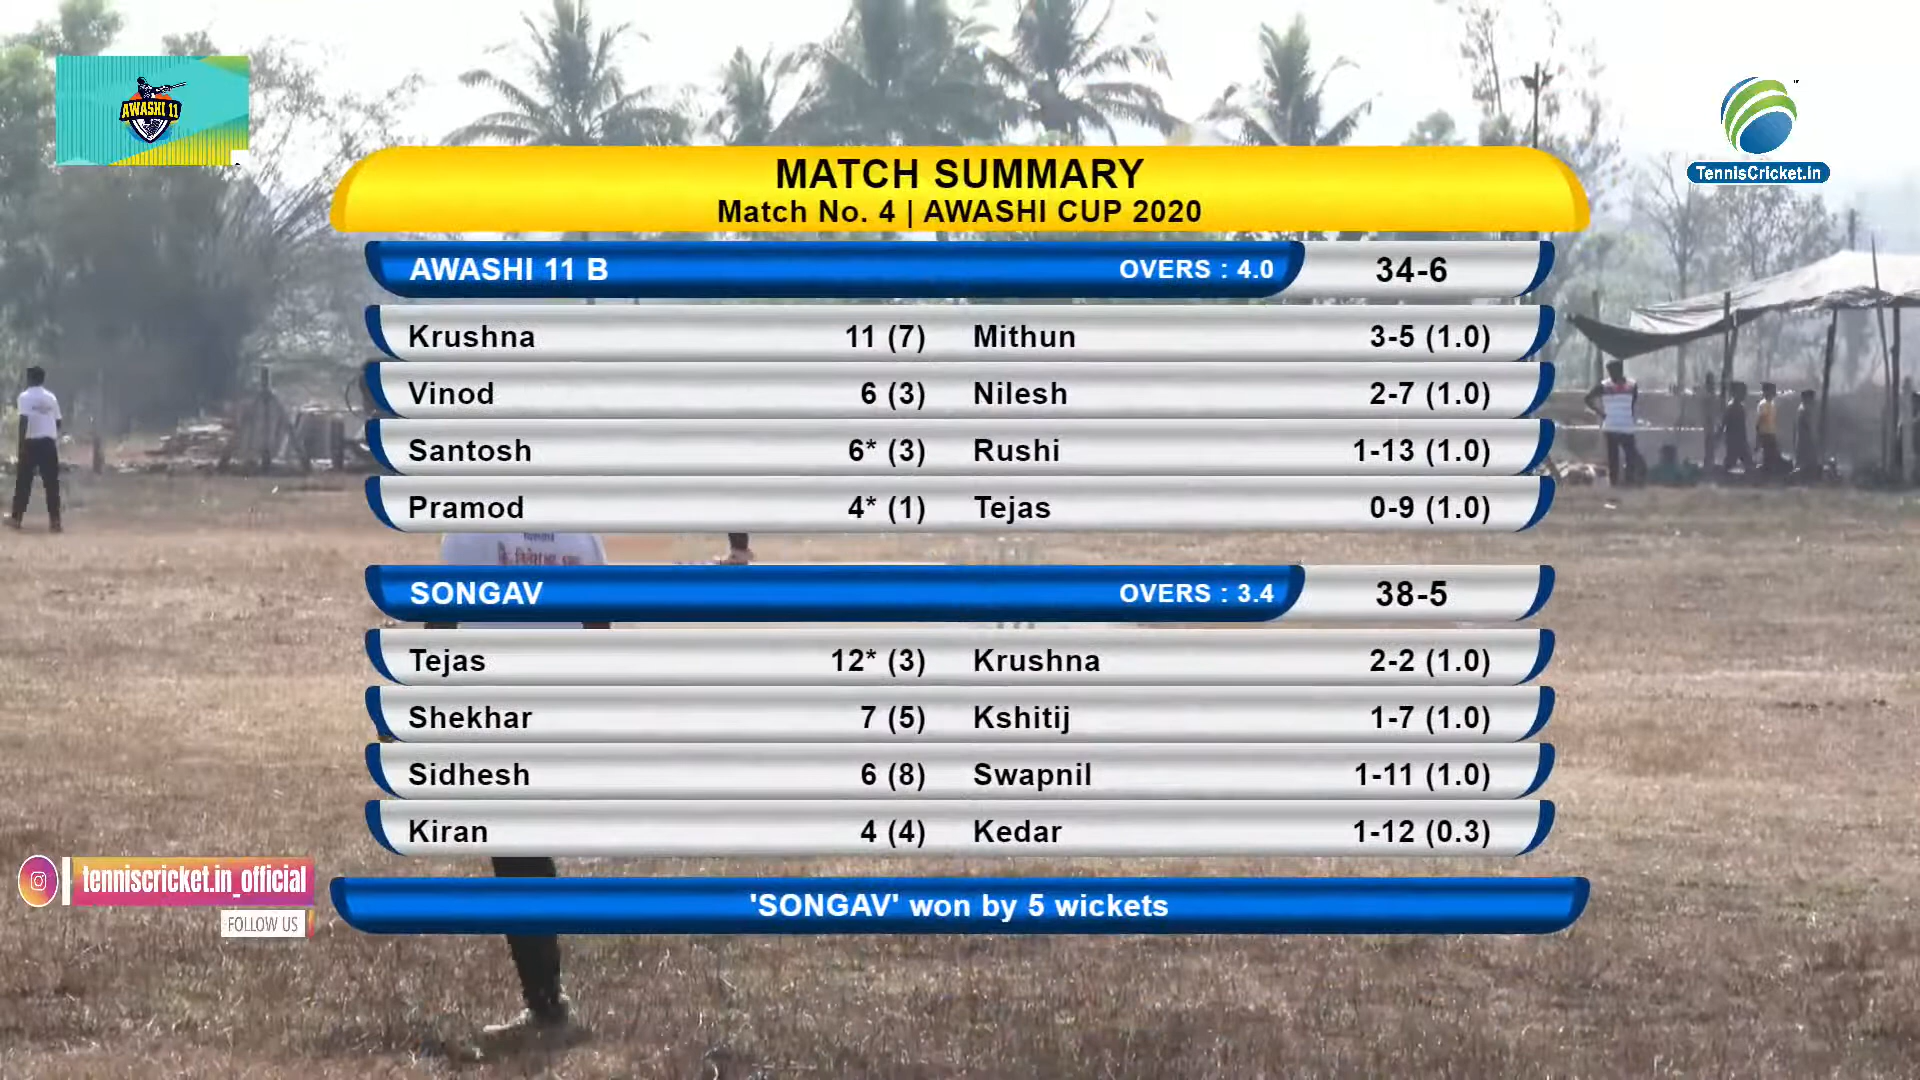 AWASHI 11
TennisCricket.in
MATCH SUMMARY
Match No. 4 | AWASHI CUP 2020
AWASHI 11 B OVERS : 4.0 34-6
Krushna 11 (7) Mithun 3-5 (1.0)
Vinod 6 (3) Nilesh 2-7 (1.0)
Santosh 6* (3) Rushi 1-13 (1.0)
Pramod 4* (1) Tejas 0-9 (1.0)
SONGAV OVERS : 3.4 38-5
Tejas 12* (3) Krushna 2-2 (1.0)
Shekhar 7 (5) Kshitij 1-7 (1.0)
Sidhesh 6 (8) Swapnil 1-11 (1.0)
Kiran 4 (4) Kedar 1-12 (0.3)
tenniscricket.in_official
FOLLOW US
'SONGAV' won by 5 wickets